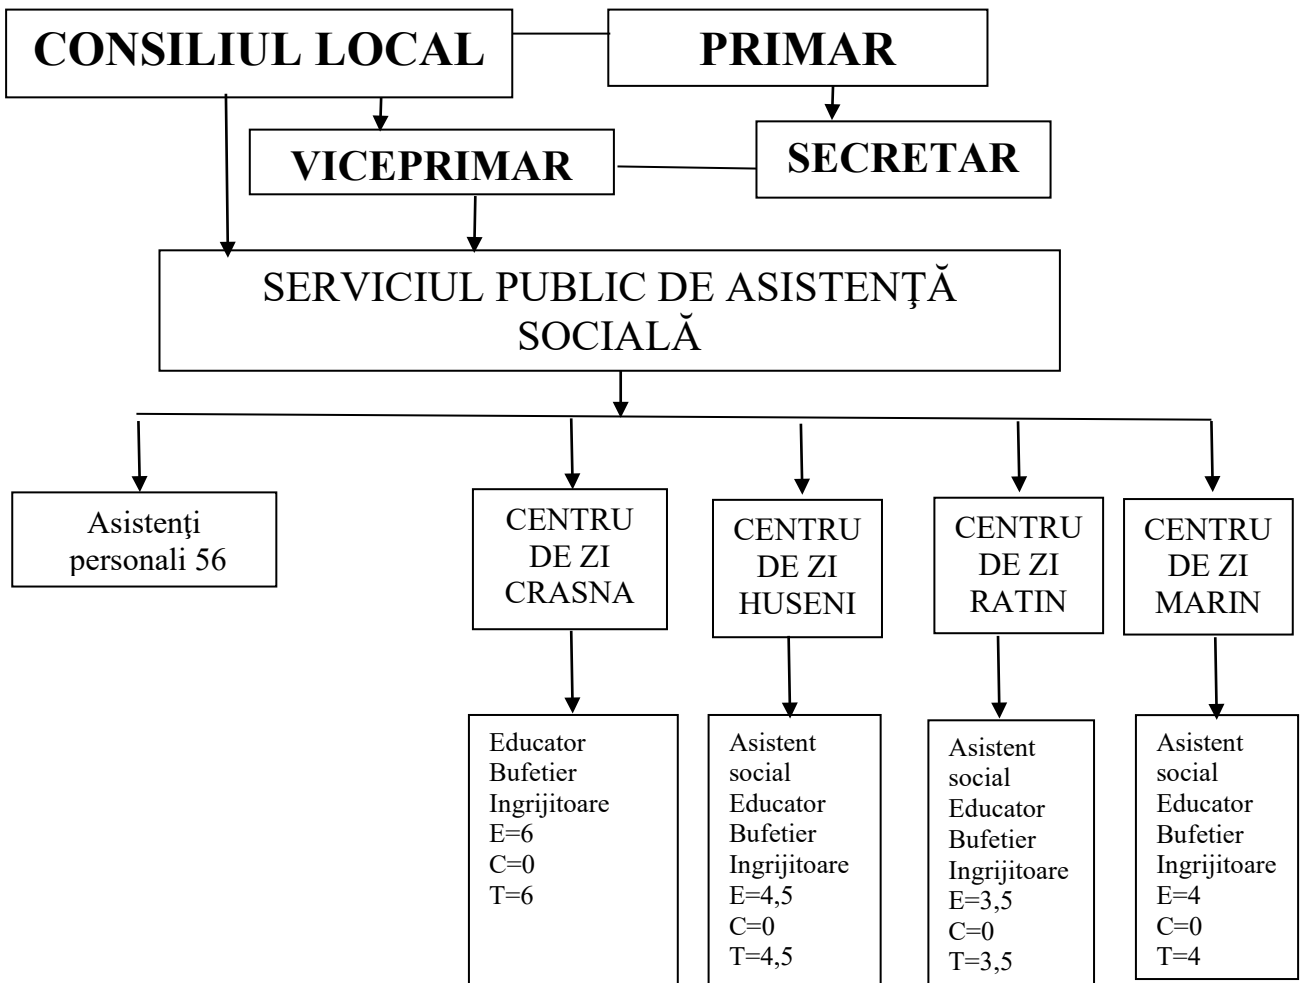 CONSILIUL LOCAL
PRIMAR
VICEPRIMAR
SECRETAR
SERVICIUL PUBLIC DE ASISTENŢĂ
SOCIALĂ
Asistenţi
personali 56
CENTRU
DE ZI
CRASNA
CENTRU
DE ZI
HUSENI
CENTRU
DE ZI
RATIN
CENTRU
DE ZI
MARIN
Educator
Bufetier
Ingrijitoare
E=6
C=0
T=6
Asistent
social
Educator
Bufetier
Ingrijitoare
E=4,5
C=0
T=4,5
Asistent
social
Educator
Bufetier
Ingrijitoare
E=3,5
C=0
T=3,5
Asistent
social
Educator
Bufetier
Ingrijitoare
E=4
C=0
T=4